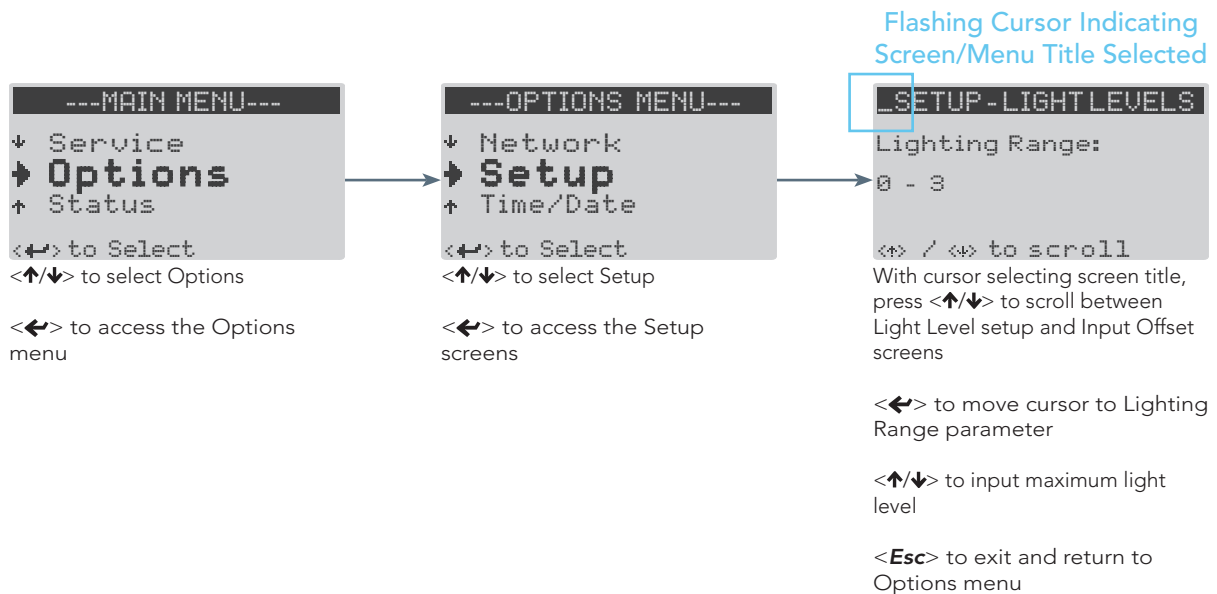 Flashing Cursor Indicating
Screen/Menu Title Selected
---MAIN MENU---
↓ Service
→ Options
↑ Status
<↵> to Select
<↑/↓> to select Options
<↵> to access the Options
menu
---OPTIONS MENU---
↓ Network
→ Setup
↑ Time/Date
<↵> to Select
<↑/↓> to select Setup
<↵> to access the Setup
screens
_SETUP-LIGHTLEVELS
Lighting Range:
0 - 3
<↑> / <↓> to scroll
With cursor selecting screen title,
press <↑/↓> to scroll between
Light Level setup and Input Offset
screens
<↵> to move cursor to Lighting
Range parameter
<↑/↓> to input maximum light
level
<Esc> to exit and return to
Options menu